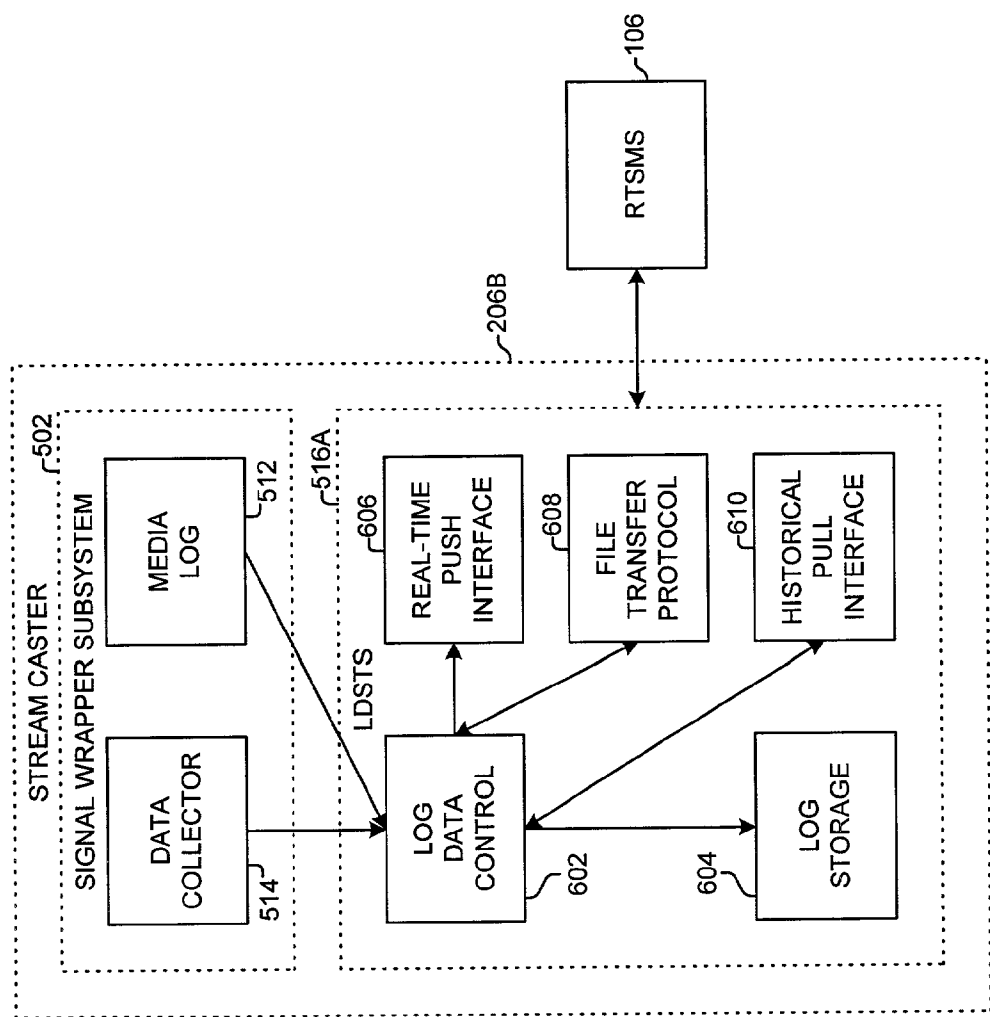 STREAM CASTER
206B
SIGNAL WRAPPER SUBSYSTEM
502
DATA
COLLECTOR
514
MEDIA
LOG
512
LDSTS
516A
LOG
DATA
CONTROL
602
REAL-TIME
PUSH
INTERFACE
606
FILE
TRANSFER
PROTOCOL
608
HISTORICAL
PULL
INTERFACE
610
LOG
STORAGE
604
RTSMS
106